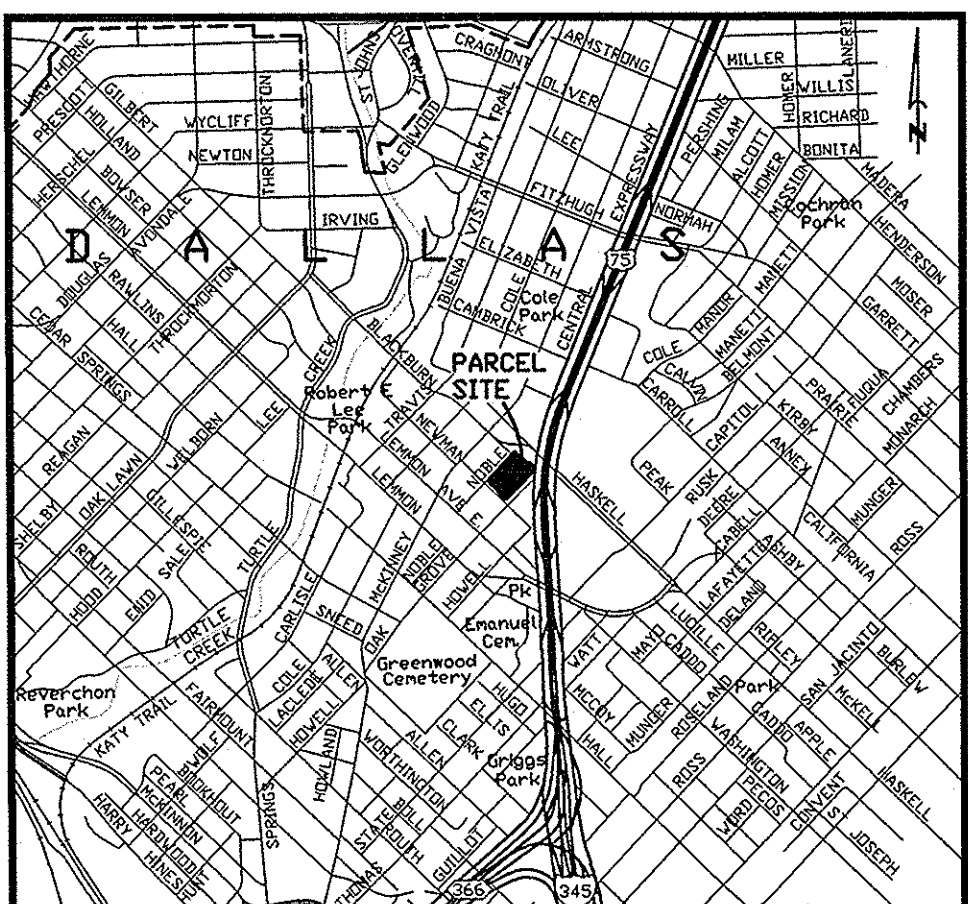 HAWTHORNE
PRESCOTT
GILBERT
HOLLAND
WYCLIFF
NEWTON
THROCKMORTON
ST JOHNS
GLENWOOD
CRAGMONT
ARMSTRONG
OLIVER
KATY TRAIL
LEE
EXPRESSWAY
MILLER
HOMER
WILLIS
RICHARD
BONITA
N
PERSHING
MILAM
ALCOTT
HOMER
MISSION
Cochran
Park
MADERA
HENDERSON
HERSCHEL
BOWSER
LEMMON
AVONDALE
IRVING
VISTA
BUENA
FITZHUGH
NORMAH
DALLAS
75
ELIZABETH
COLE
Cole
Park
CAMBRICK
CENTRAL
MANETT
MOSER
GARRETT
MANOR
MANETT
BELMONT
COLE
CALVIN
CARROLL
DOUGLAS
RAWLINS
HALL
THROCKMORTON
CEDAR
SPRINGS
CREEK
BLACKBURN
PARCEL
SITE
Robert E
Lee
Park
TRAVIS
NEWMAN
LEMMON
AVE E
LEMMON
NOBLE
HASKELL
PEAK
CAPITOL
KIRBY
PRAIRIE
FUQUA
CHAMBERS
MONARCH
ANNEX
RUSK
DEERE
CABELL
MUNGER
ROSS
CALIFORNIA
REAGAN
WELBORN
LEE
OAK LAWN
SHELBY
GILLESPIE
SALE
ROUTH
HOOD
ENID
TURTLE
TURTLE
CREEK
CARLISLE
McKINNEY
NOBLE
GROVE
HOWELL
SNEED
OAK
Pk
Emanuel
Cem.
Greenwood
Cemetery
LAFAYETTE
ASHBY
DELAND
LUCILLE
RIPLEY
WATT
MAYO
CADDO
SAN JACINTO
BURLEW
Reverchon
Park
KATY TRAIL
FAIRMOUNT
COLE
LACLEDE
ALLEN
HOWELL
HOWLAND
HUGO
ELLIS
CLARK
ALLEN
WORTHINGTON
Griggs
Park
McCOY
HALL
MUNGER
ROSELAND
Park
CADDO
McKELL
APPLE
WASHINGTON
ROSS
PECOS
WORD
CONVENT
ST
JOSEPH
HASKELL
WOLF
BOOKHOUT
PEARL
McKINNON
HARRY
HARDWOOD
HINES
HUNT
SPRINGS
STATE
BOLL
ROUTH
THOMAS
GUILLOT
366
345